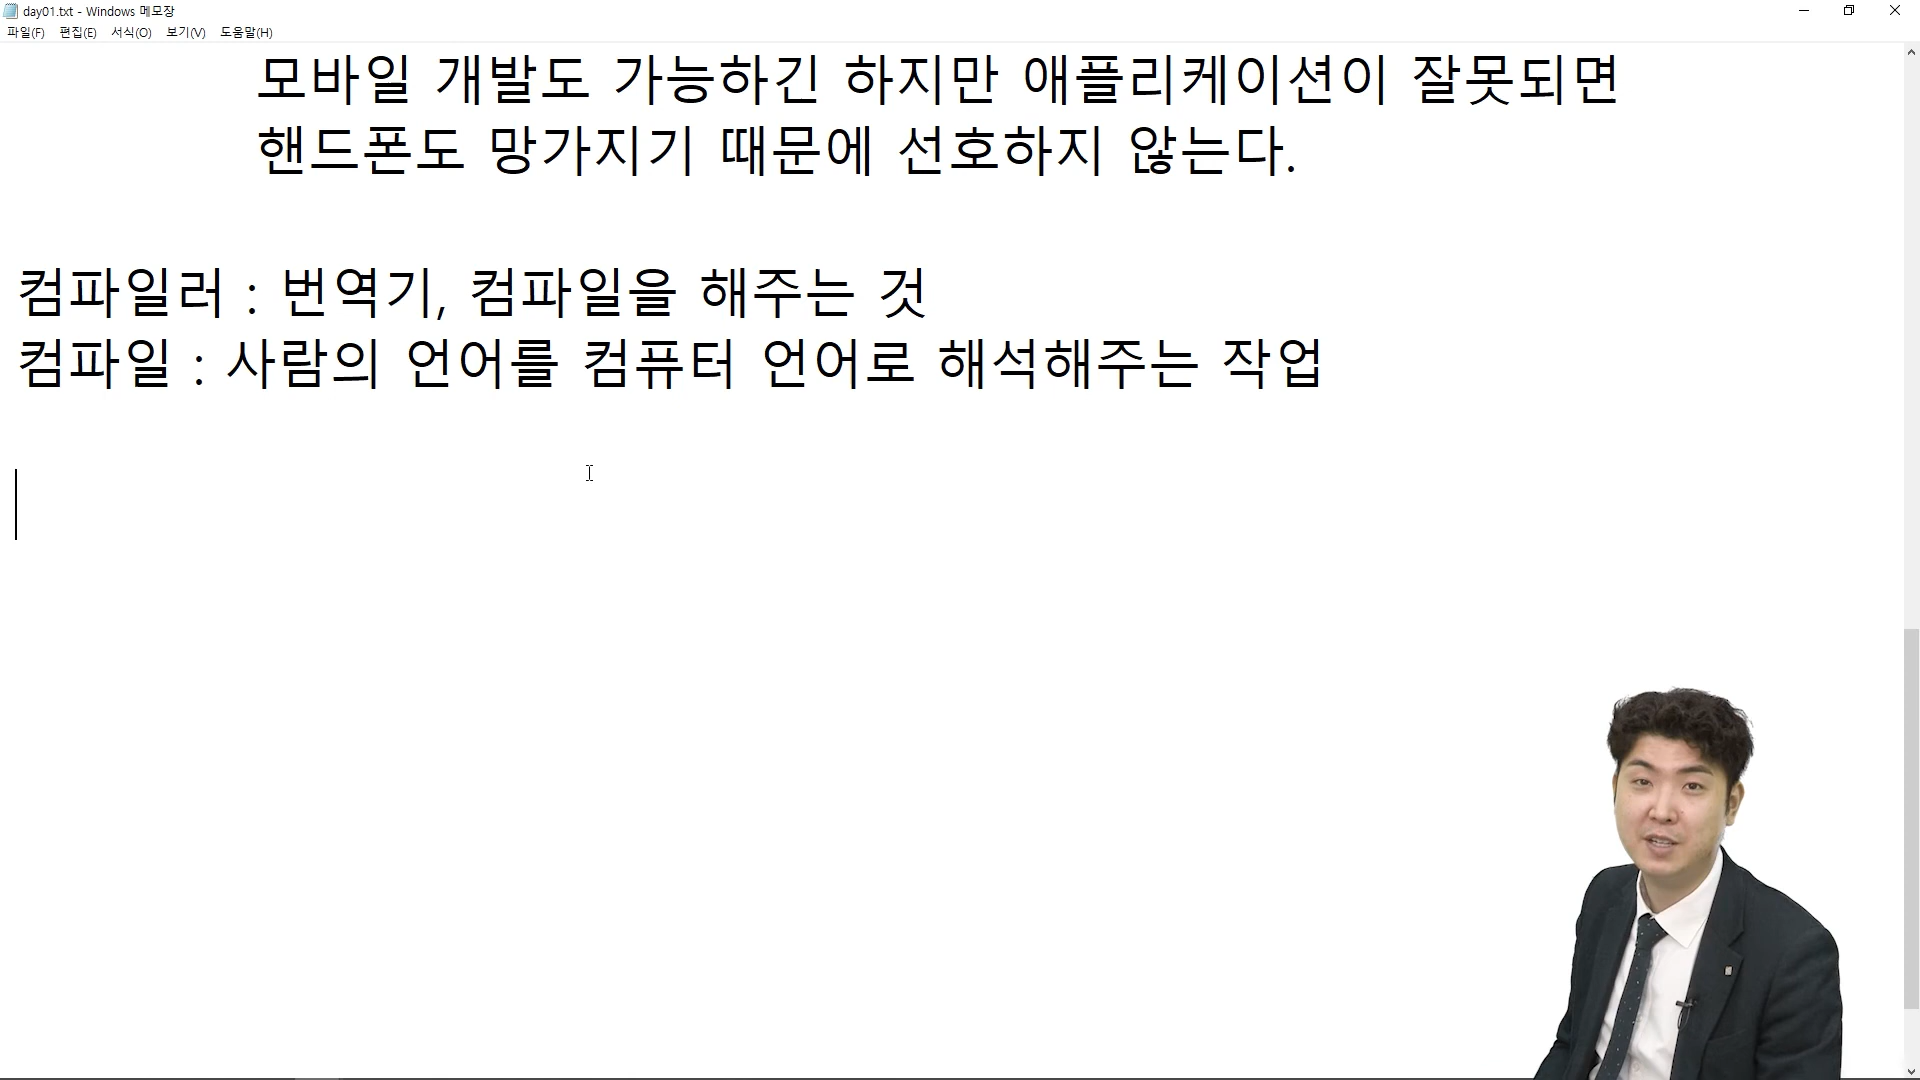 day01.txt - Windows 메모장
파일(F) 편집(E) 서식(O) 보기(V) 도움말(H)
모바일 개발도 가능하긴 하지만 애플리케이션이 잘못되면
핸드폰도 망가지기 때문에 선호하지 않는다.
컴파일러 : 번역기, 컴파일을 해주는 것
컴파일 : 사람의 언어를 컴퓨터 언어로 해석해주는 작업